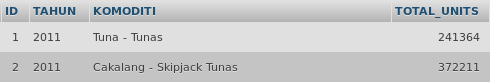 ID TAHUN KOMODITI TOTAL_UNITS
1 2011 Tuna - Tunas 241364
2 2011 Cakalang - Skipjack Tunas 372211